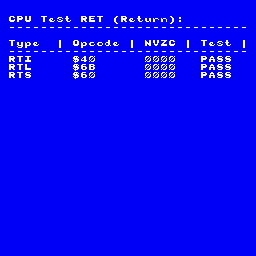 CPU Test RET (Return):
--------------------------------
Type | Opcode | NVZC | Test |
--------------------------------
RTI $40 0000 PASS
RTL $6B 0000 PASS
RTS $60 0000 PASS